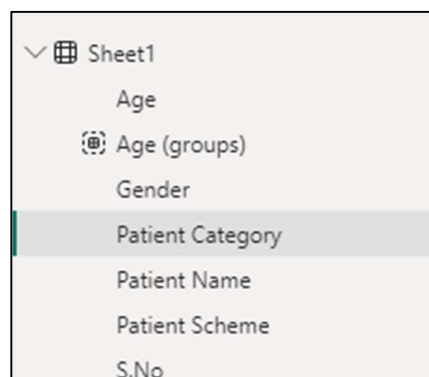 Sheet1
Age
Age (groups)
Gender
Patient Category
Patient Name
Patient Scheme
S.No